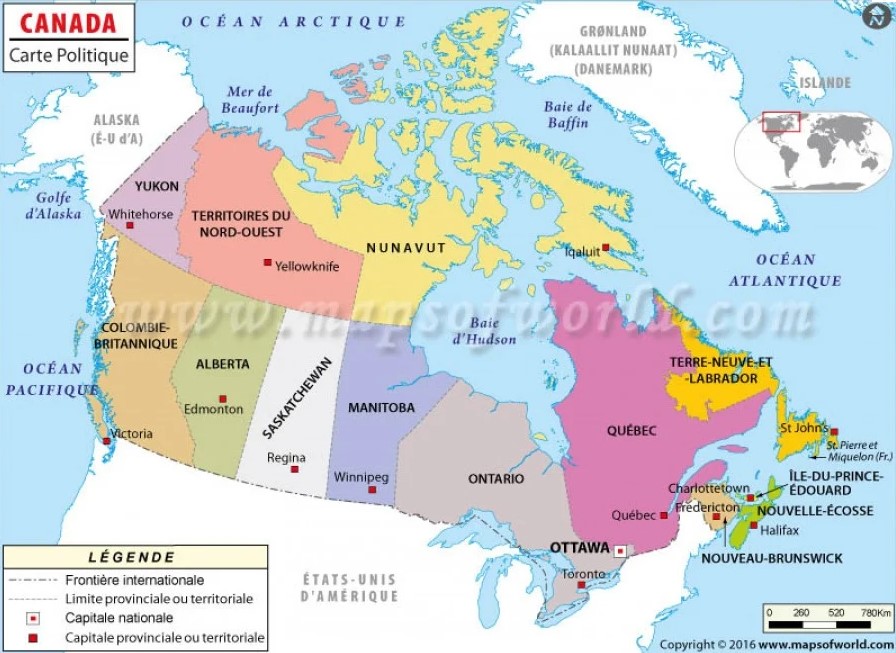 CANADA
Carte Politique
OCÉAN ARCTIQUE
GRØNLAND
(KALAALLIT NUNAAT)
(DANEMARK)
ISLANDE
N
Mer de
Beaufort
Baie de
Baffin
ALASKA
(É-U d'A)
YUKON
Golfe
d'Alaska
Whitehorse
TERRITOIRES DU
NORD-OUEST
NUNAVUT
Iqaluit
Yellowknife
OCÉAN
ATLANTIQUE
www.mapsofworld.com
COLOMBIE-
BRITANNIQUE
Baie
d'Hudson
ALBERTA
SASKATCHEWAN
TERRE-NEUVE-ET
-LABRADOR
OCÉAN
PACIFIQUE
Edmonton
MANITOBA
QUÉBEC
St John's
Victoria
St. Pierre et
Miquelon (Fr.)
Regina
Winnipeg
ONTARIO
Charlottetown
ÎLE-DU-PRINCE-
ÉDOUARD
Québec
Fredericton
NOUVELLE-ÉCOSSE
Halifax
OTTAWA
NOUVEAU-BRUNSWICK
Toronto
ÉTATS-UNIS
D'AMÉRIQUE
LÉGENDE
Frontière internationale
Limite provinciale ou territoriale
Capitale nationale
Capitale provinciale ou territoriale
0 260 520 780Km
Copyright © 2016 www.mapsofworld.com